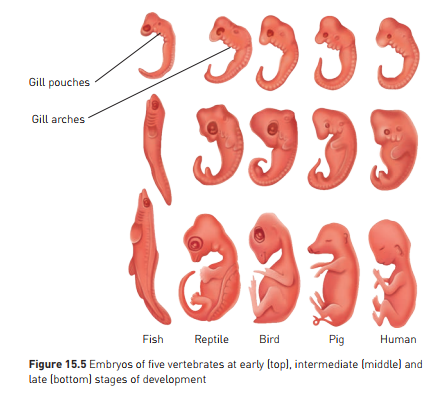 Gill pouches
Gill arches
Fish Reptile Bird Pig Human
Figure 15.5 Embryos of five vertebrates at early (top), intermediate (middle) and
late (bottom) stages of development